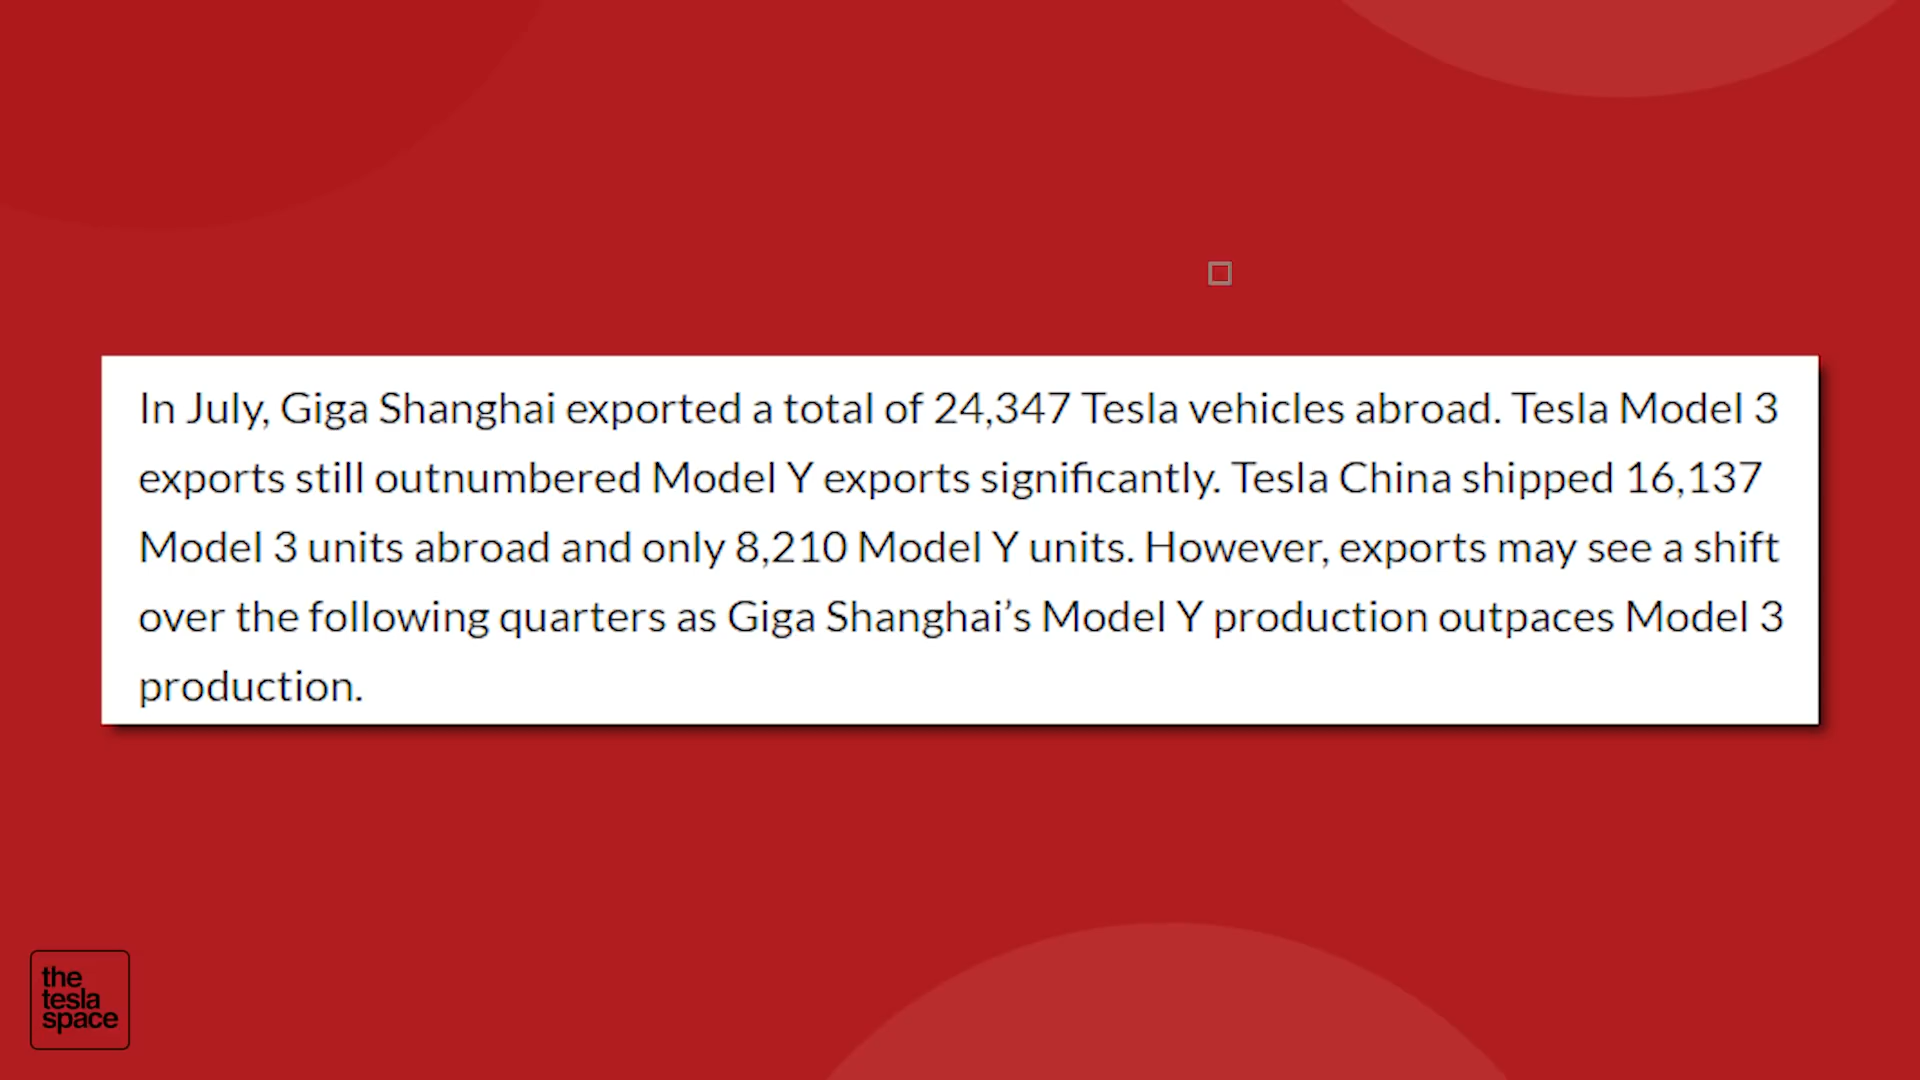 In July, Giga Shanghai exported a total of 24,347 Tesla vehicles abroad. Tesla Model 3
exports still outnumbered Model Y exports significantly. Tesla China shipped 16,137
Model 3 units abroad and only 8,210 Model Y units. However, exports may see a shift
over the following quarters as Giga Shanghai’s Model Y production outpaces Model 3
production.
the
tesla
space